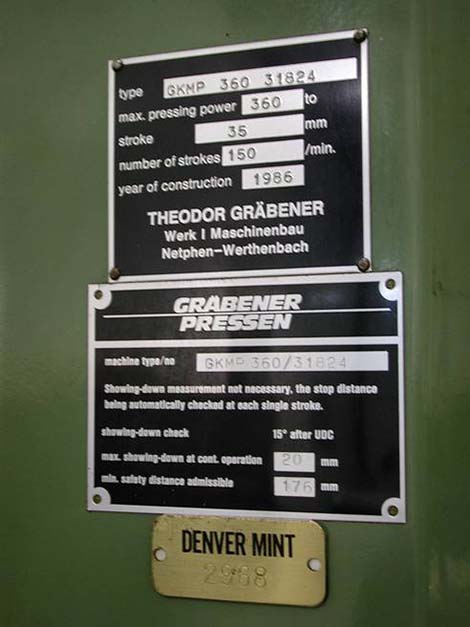 type GKMP 360 31824
max. pressing power 360 to
stroke 35 mm
number of strokes 150 /min.
year of construction 1986
THEODOR GRÄBENER
Werk I Maschinenbau
Netphen-Werthenbach
GRÄBENER
PRESSEN
machine type/no GKMP 360/31824
Showing-down measurement not necessary, the stop distance
being automatically checked at each single stroke.
showing-down check 15° after UDC
max. showing-down at cont. operation 20 mm
min. safety distance admissible 176 mm
DENVER MINT
2968